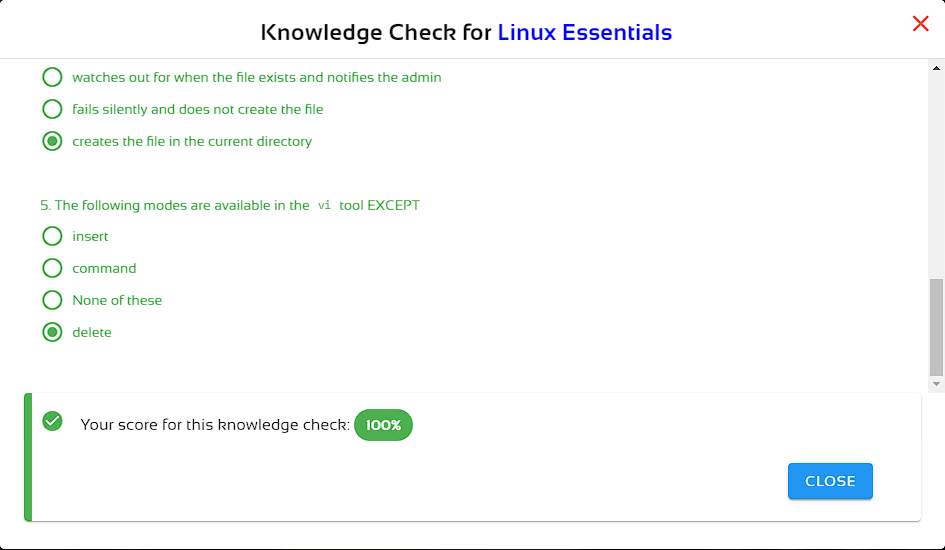 Knowledge Check for Linux Essentials
watches out for when the file exists and notifies the admin
fails silently and does not create the file
creates the file in the current directory
5. The following modes are available in the vi tool EXCEPT
insert
command
None of these
delete
Your score for this knowledge check: 100%
CLOSE